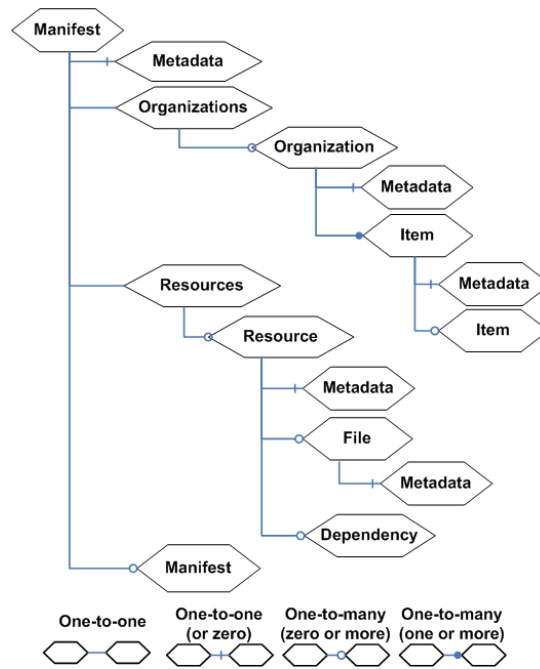 Manifest
Metadata
Organizations
Organization
Metadata
Item
Metadata
Resources
Item
Resource
Metadata
File
Metadata
Dependency
Manifest
One-to-one
One-to-one
(or zero)
One-to-many
(zero or more)
One-to-many
(one or more)